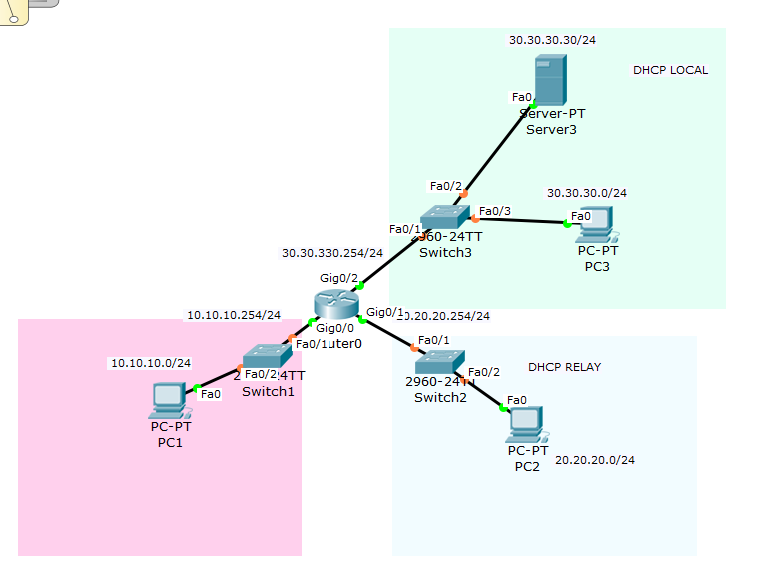 30.30.30.30/24
DHCP LOCAL
Fa0
Server-PT
Server3
Fa0/2
30.30.30.0/24
Fa0/3
Fa0
Fa0/1
2960-24TT
Switch3
PC-PT
PC3
30.30.330.254/24
Gig0/2
10.10.10.254/24
Gig0/1
20.20.254/24
Gig0/0
Fa0/1
Fa0/1
10.10.10.0/24
Fa0/2
Switch1
Fa0
PC-PT
PC1
DHCP RELAY
Fa0/2
Switch2
Fa0
PC-PT
PC2
20.20.20.0/24